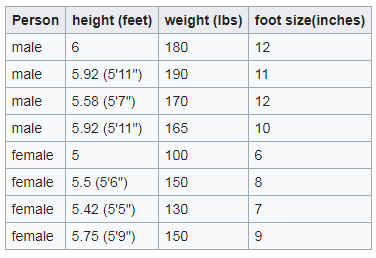 Person height (feet) weight (lbs) foot size(inches)
male 6 180 12
male 5.92 (5'11") 190 11
male 5.58 (5'7") 170 12
male 5.92 (5'11") 165 10
female 5 100 6
female 5.5 (5'6") 150 8
female 5.42 (5'5") 130 7
female 5.75 (5'9") 150 9